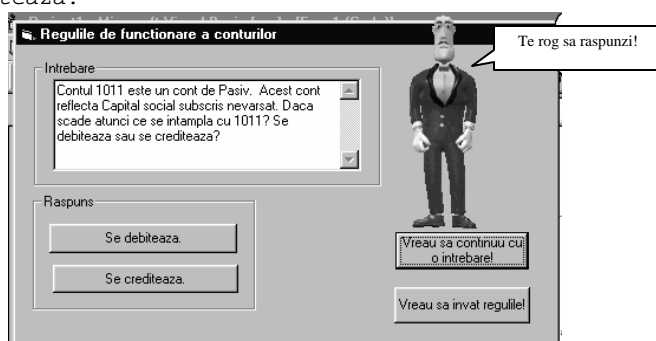 Regulile de functionare a conturilor
Te rog sa raspunzi!
Intrebare
Contul 1011 este un cont de Pasiv. Acest cont
reflecta Capital social subscris nevarsat. Daca
scade atunci ce se intampla cu 1011? Se
debiteaza sau se crediteaza?
Raspuns
Se debiteaza.
Se crediteaza.
Vreau sa continuu cu
o intrebare!
Vreau sa invat regulile!